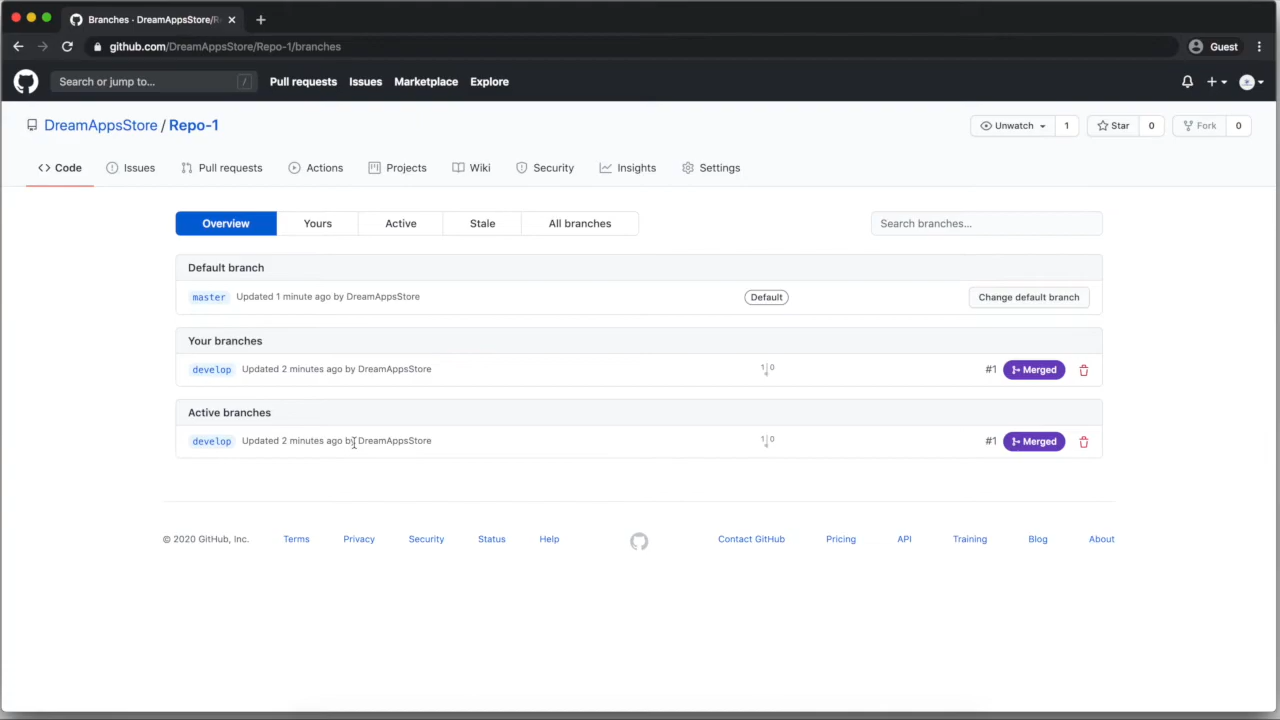 Branches · DreamAppsStore/R
github.com/DreamAppsStore/Repo-1/branches
Guest
Search or jump to... /
Pull requests Issues Marketplace Explore
DreamAppsStore / Repo-1
Unwatch 1 Star 0 Fork 0
Code Issues Pull requests Actions Projects Wiki Security Insights Settings
Overview Yours Active Stale All branches
Search branches...
Default branch
master Updated 1 minute ago by DreamAppsStore Default Change default branch
Your branches
develop Updated 2 minutes ago by DreamAppsStore 1 0 #1 Merged
Active branches
develop Updated 2 minutes ago by DreamAppsStore 1 0 #1 Merged
© 2020 GitHub, Inc. Terms Privacy Security Status Help Contact GitHub Pricing API Training Blog About